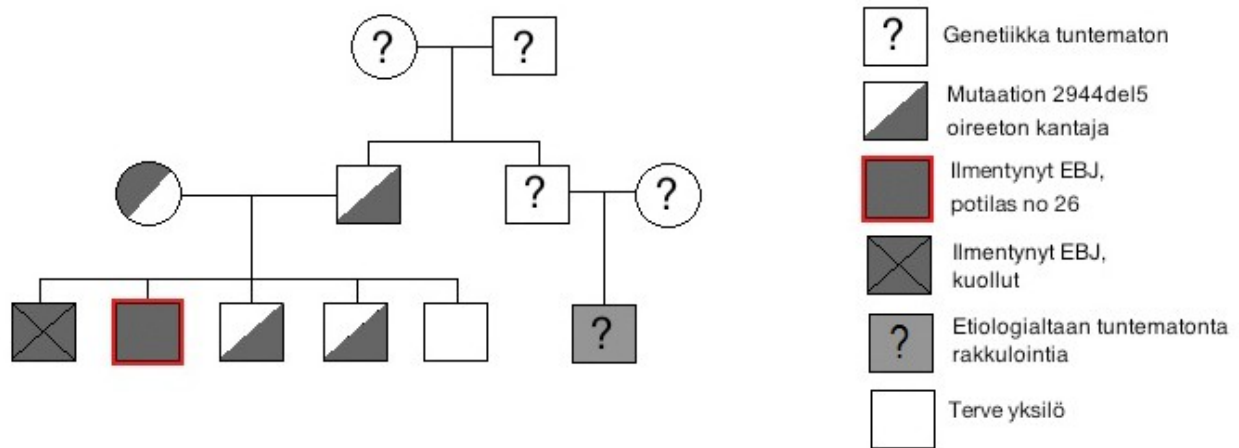 ?
?
?
?
?
?
Genetiikka tuntematon
Mutaation 2944del5
oireeton kantaja
Ilmentynyt EBJ,
potilas no 26
Ilmentynyt EBJ,
kuollut
?
Etiologialtaan tuntematonta
rakkulointia
Terve yksilö